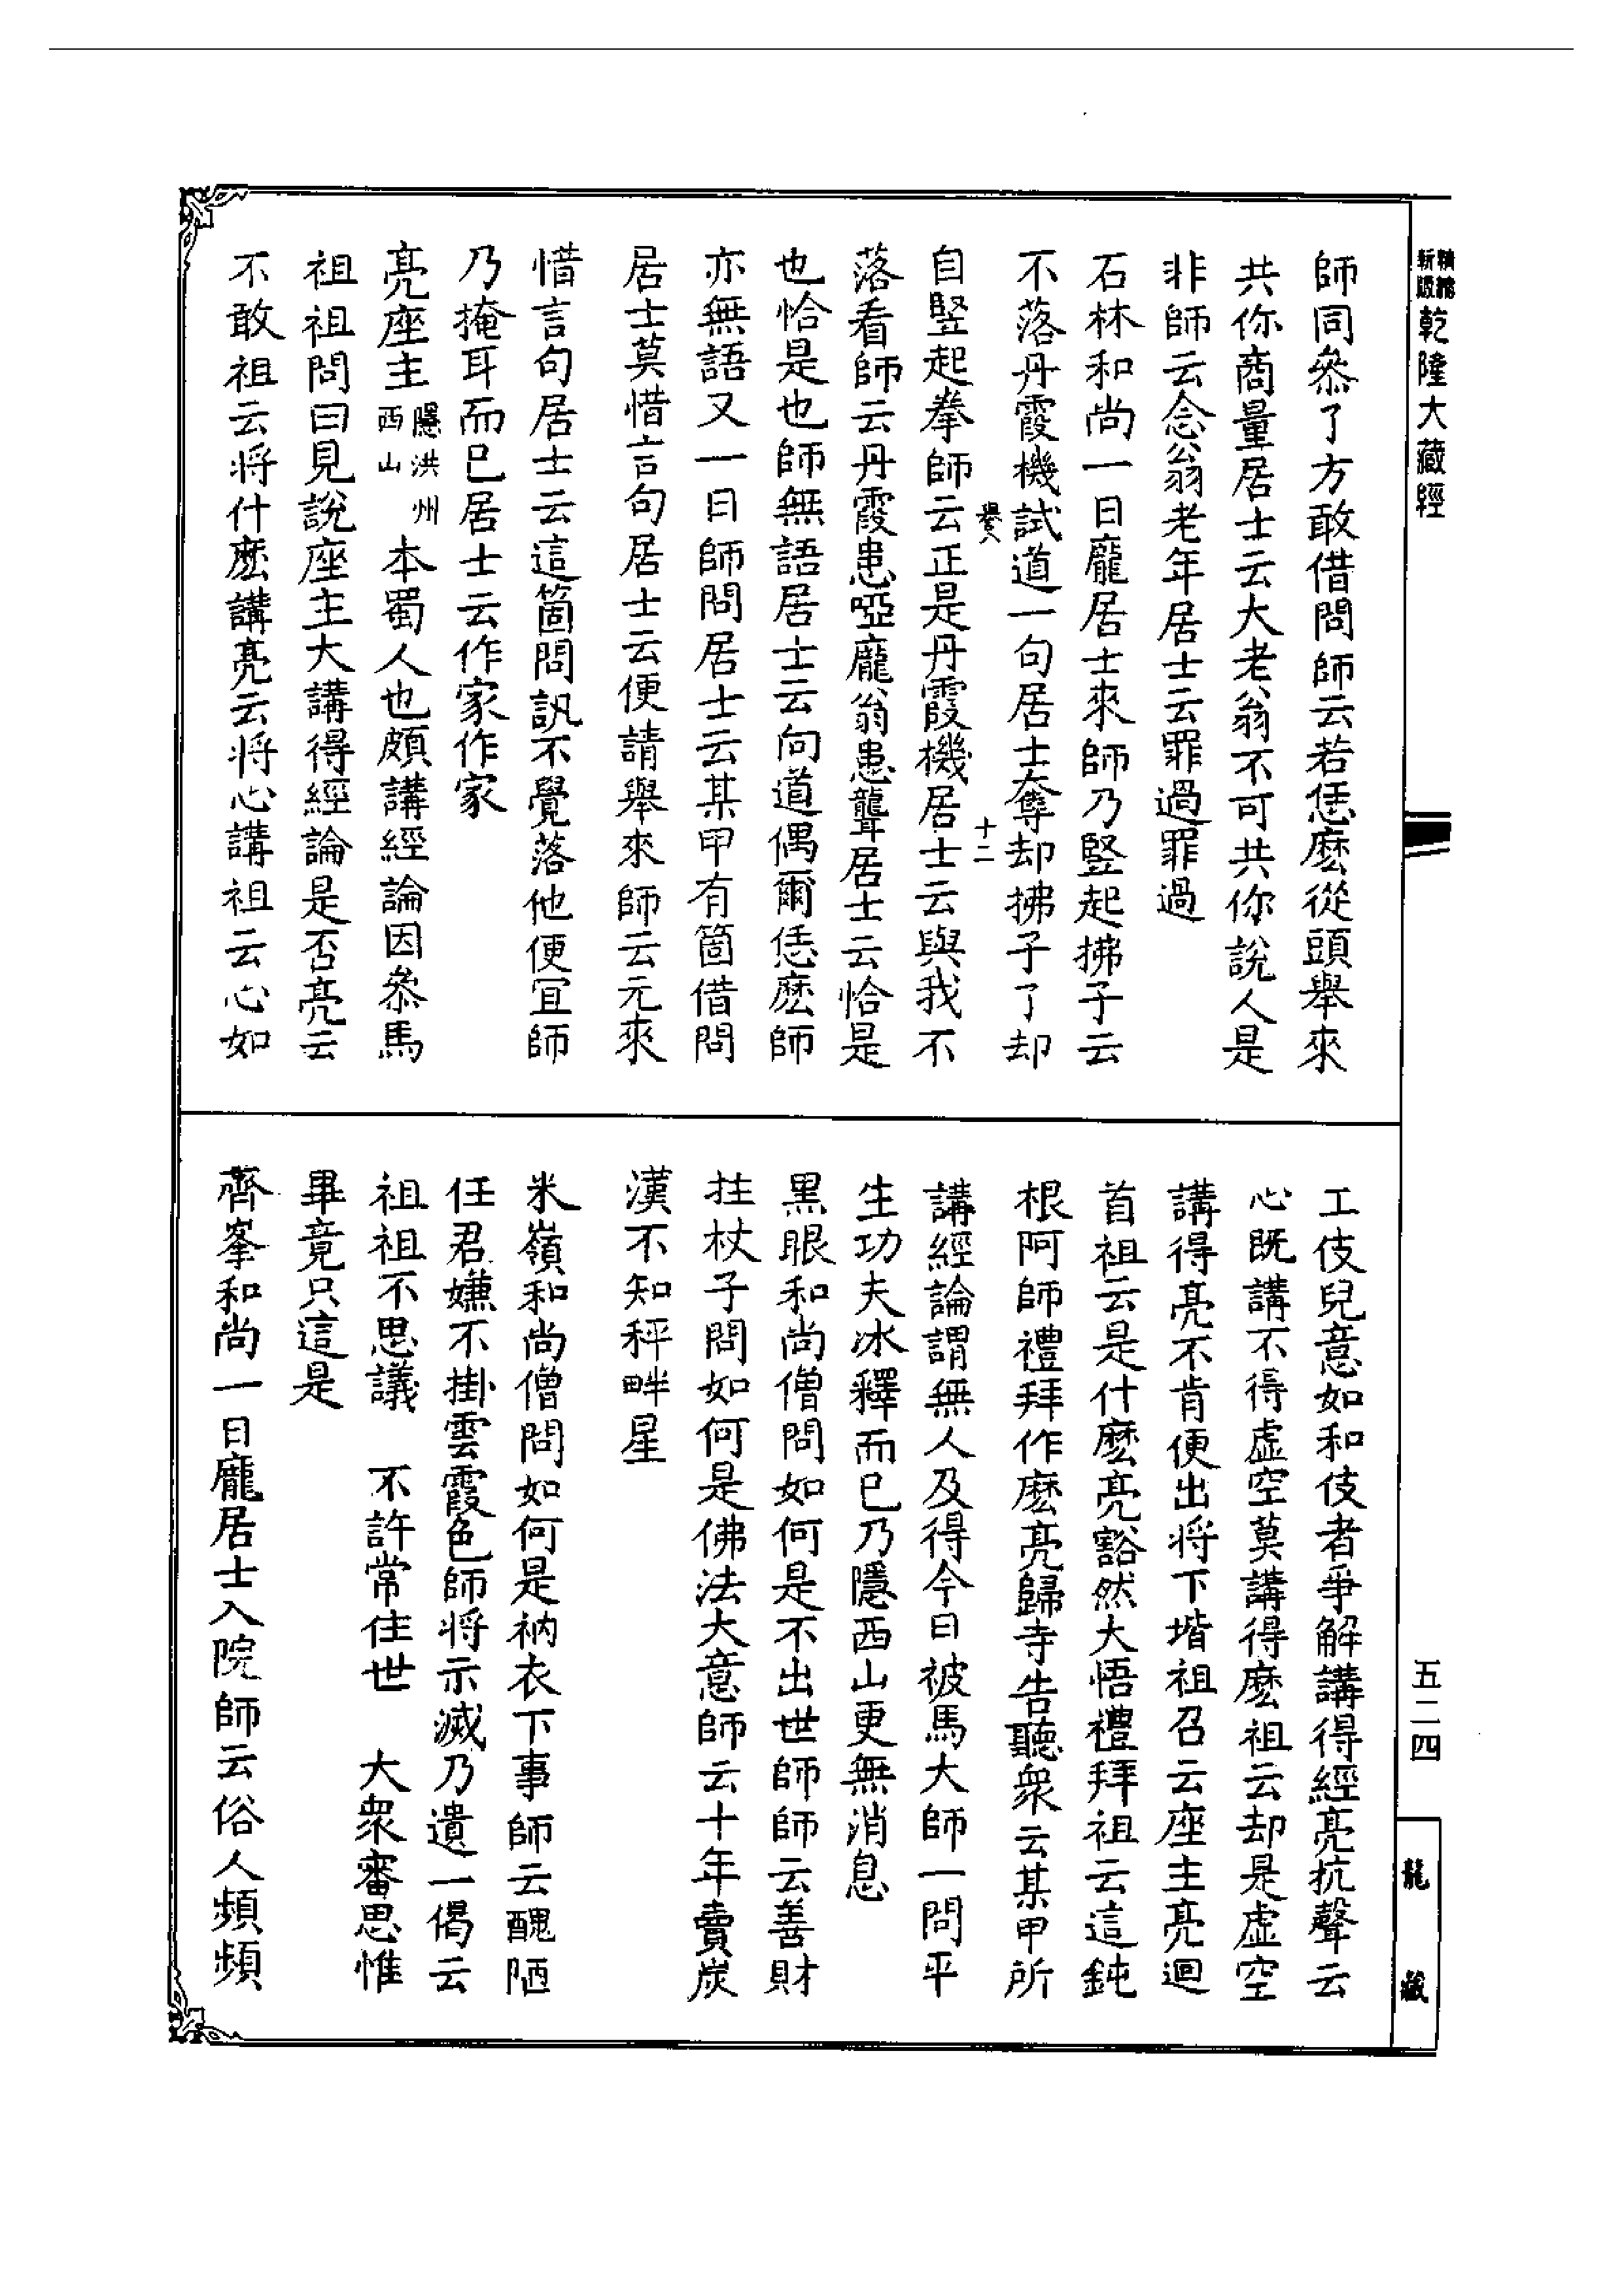 精縮
新版
乾隆大藏經
師同叅了方敢借問師云若恁麽從頭舉來
共你商量居士云大老翁不可共你說人是
非師云念翁老年居士云罪過罪過
石林和尚一日龐居士來師乃竪起拂子云
不落丹霞機試道一句居士奪却拂子了却
十二
自竪起拳師云正是丹霞機居士云與我不
落看師云丹霞患啞龐翁患聾居士云恰是
也恰是也師無語居士云向道偶爾恁麽師
亦無語又一日師問居士云某甲有箇借問
居士莫惜言句居士云便請舉來師云元來
惜言句居士云這箇問訊不覺落他便宜師
乃掩耳而已居士云作家作家
亮座主隱洪州西山本蜀人也頗講經論因叅馬
祖祖問曰見說座主大講得經論是否亮云
不敢祖云將什麽講亮云將心講祖云心如
工伎兒意如和伎者爭解講得經亮抗聲云
心既講不得虛空莫講得麽祖云却是虛空
講得亮不肯便出將下堦祖召云座主亮迴
首祖云是什麽亮豁然大悟禮拜祖云這鈍
根阿師禮拜作麽亮歸寺告聽衆云某甲所
講經論謂無人及得今日被馬大師一問平
生功夫冰釋而已乃隱西山更無消息
黑眼和尚僧問如何是不出世師師云善財
拄杖子問如何是佛法大意師云十年賣炭
漢不知秤畔星
米嶺和尚僧問如何是衲衣下事師云醜陋
任君嫌不掛雲霞色師將示滅乃遺一偈云
祖祖不思議 不許常住世 大衆審思惟
畢竟只這是
齊峯和尚一日龐居士入院師云俗人頻頻
五二四
龍藏